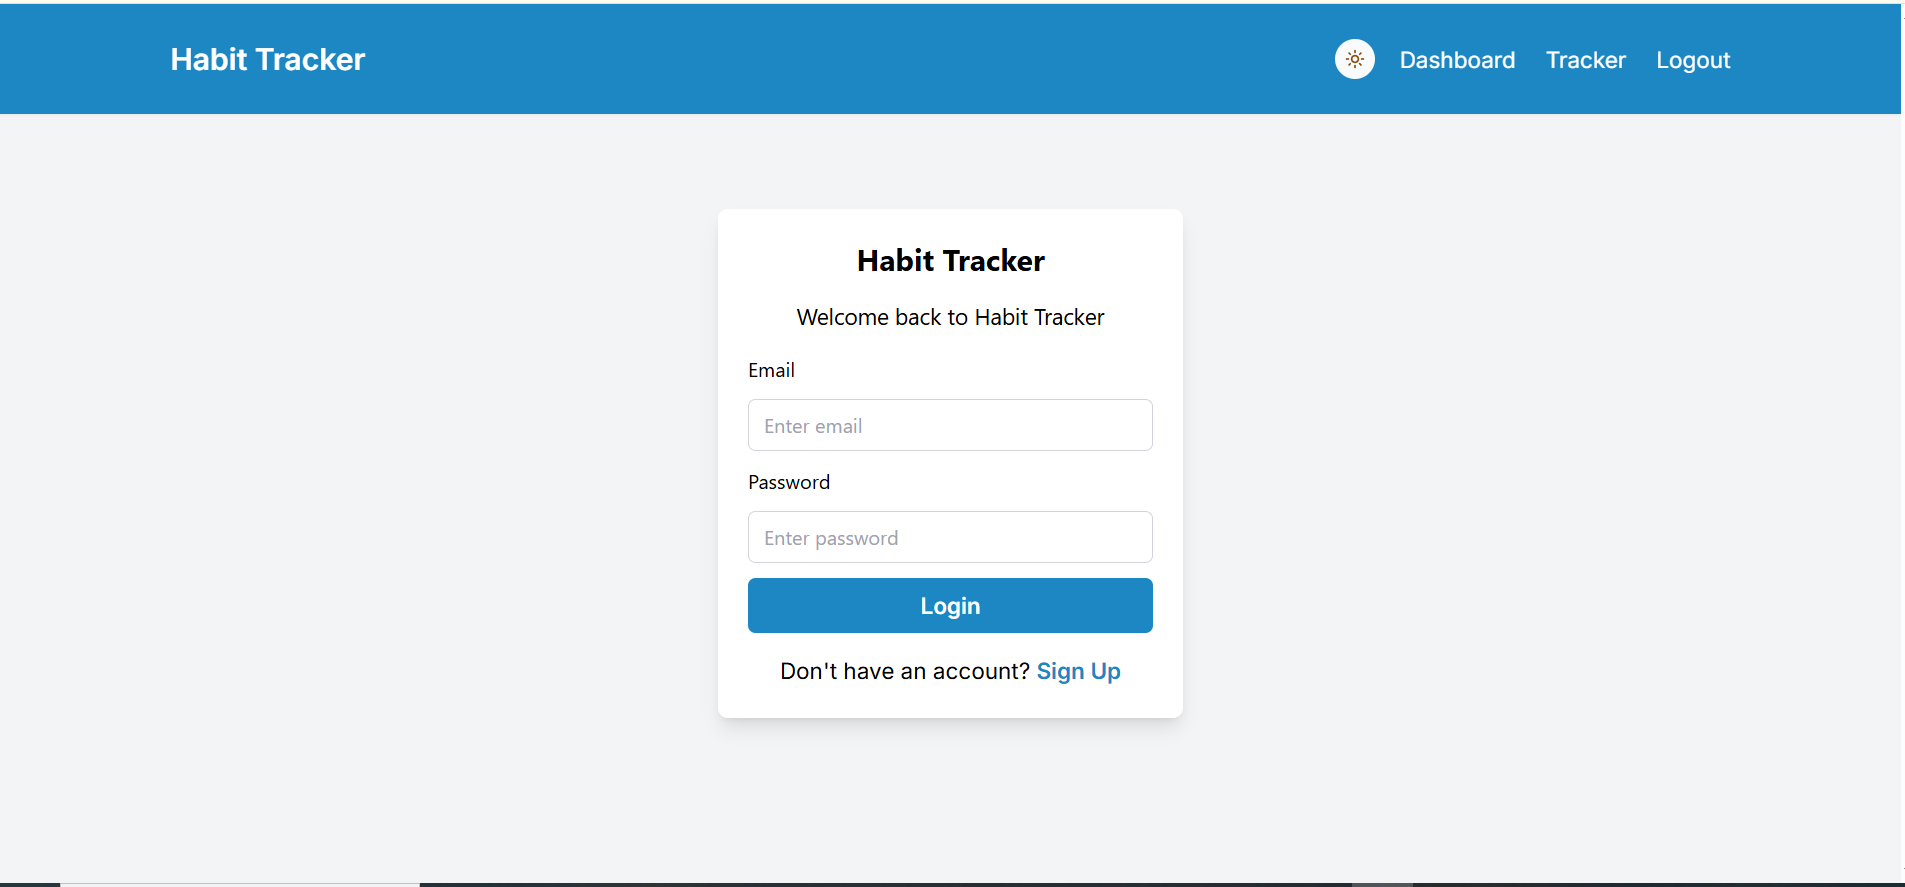 Habit Tracker
Dashboard Tracker Logout
Habit Tracker
Welcome back to Habit Tracker
Email
Enter email
Password
Enter password
Login
Don't have an account? Sign Up